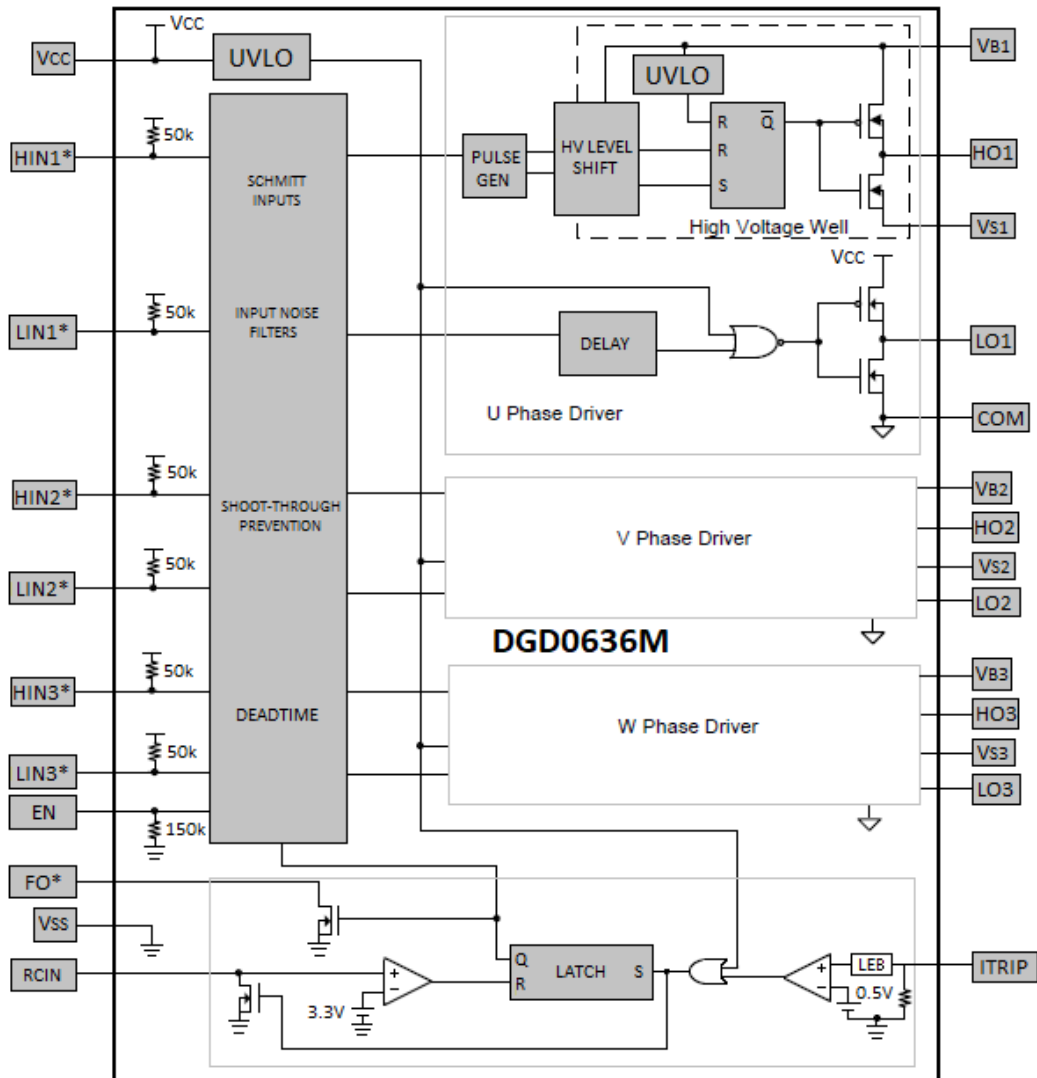 VCC
VCC
UVLO
VB1
UVLO
50k
HIN1*
R
Q
R
S
PULSE
GEN
HV LEVEL
SHIFT
HO1
SCHMITT
INPUTS
High Voltage Well
VS1
VCC
50k
LIN1*
INPUT NOISE
FILTERS
DELAY
LO1
U Phase Driver
COM
50k
HIN2*
SHOOT-THROUGH
PREVENTION
V Phase Driver
VB2
HO2
VS2
LO2
50k
LIN2*
DGD0636M
50k
HIN3*
DEADTIME
W Phase Driver
VB3
HO3
VS3
LO3
50k
LIN3*
EN
150k
FO*
VSS
RCIN
+
−
3.3V
Q
R
LATCH
S
+
−
LEB
0.5V
ITRIP